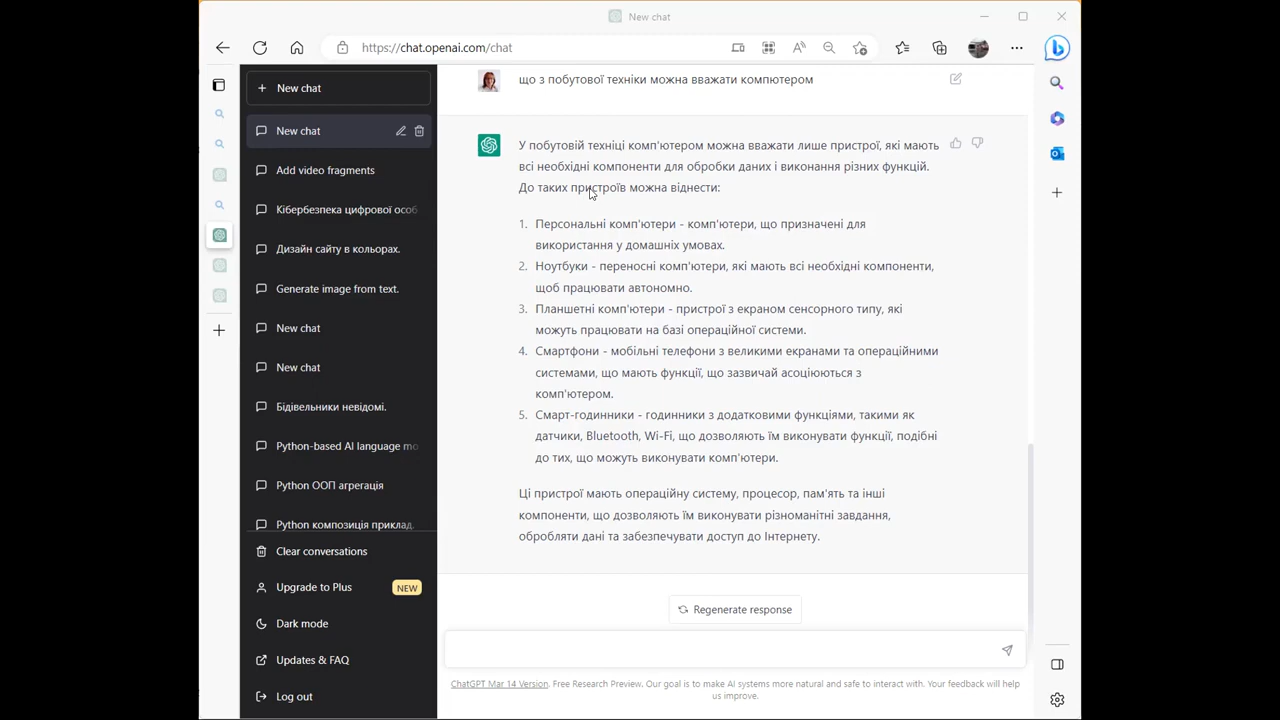 New chat
https://chat.openai.com/chat
New chat
New chat
Add video fragments
Кібербезпека цифрової особ
Дизайн сайту в кольорах.
Generate image from text.
New chat
New chat
Бідівельники невідомі.
Python-based AI language mo
Python ООП агрегація
Python композиція приклад.
Clear conversations
Upgrade to Plus NEW
Dark mode
Updates & FAQ
Log out
що з побутової техніки можна вважати компютером
У побутовій техніці комп'ютером можна вважати лише пристрої, які мають
всі необхідні компоненти для обробки даних і виконання різних функцій.
До таких пристроїв можна віднести:
1. Персональні комп'ютери - комп'ютери, що призначені для
використання у домашніх умовах.
2. Ноутбуки - переносні комп'ютери, які мають всі необхідні компоненти,
щоб працювати автономно.
3. Планшетні комп'ютери - пристрої з екраном сенсорного типу, які
можуть працювати на базі операційної системи.
4. Смартфони - мобільні телефони з великими екранами та операційними
системами, що мають функції, що зазвичай асоціюються з
комп'ютером.
5. Смарт-годинники - годинники з додатковими функціями, такими як
датчики, Bluetooth, Wi-Fi, що дозволяють їм виконувати функції, подібні
до тих, що можуть виконувати комп'ютери.
Ці пристрої мають операційну систему, процесор, пам'ять та інші
компоненти, що дозволяють їм виконувати різноманітні завдання,
обробляти дані та забезпечувати доступ до Інтернету.
Regenerate response
ChatGPT Mar 14 Version. Free Research Preview. Our goal is to make AI systems more natural and safe to interact with. Your feedback will help
us improve.